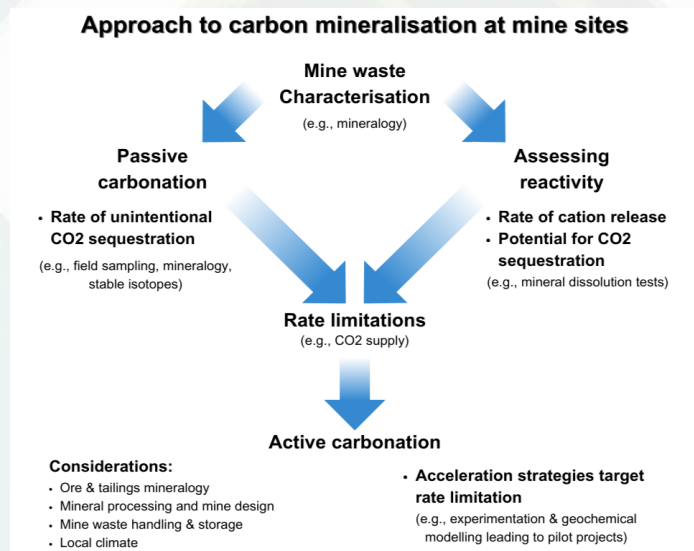 Approach to carbon mineralisation at mine sites
Mine waste
Characterisation
(e.g., mineralogy)
Passive
carbonation
• Rate of unintentional
CO2 sequestration
(e.g., field sampling, mineralogy,
stable isotopes)
Assessing
reactivity
• Rate of cation release
• Potential for CO2
sequestration
(e.g., mineral dissolution tests)
Rate limitations
(e.g., CO2 supply)
Active carbonation
Considerations:
• Ore & tailings mineralogy
• Mineral processing and mine design
• Mine waste handling & storage
• Local climate
• Acceleration strategies target
rate limitation
(e.g., experimentation & geochemical
modelling leading to pilot projects)